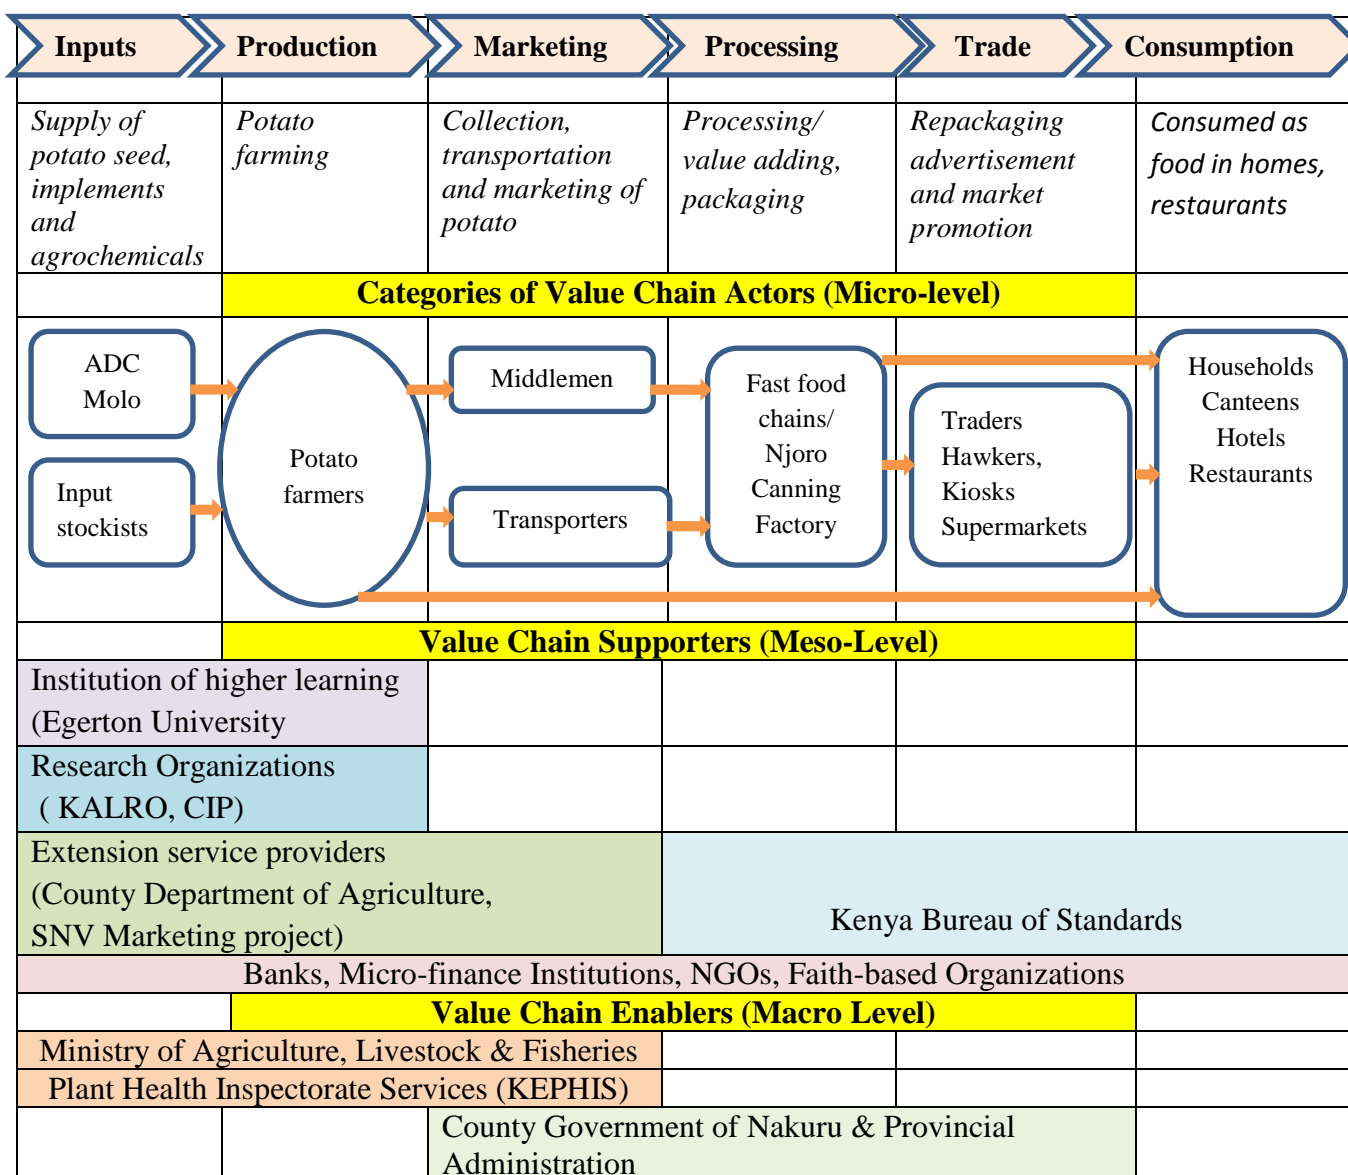 Inputs
Production
Marketing
Processing
Trade
Consumption
Supply of
potato seed,
implements
and
agrochemicals
Potato
farming
Collection,
transportation
and marketing of
potato
Processing/
value adding,
packaging
Repackaging
advertisement
and market
promotion
Consumed as
food in homes,
restaurants
Categories of Value Chain Actors (Micro-level)
ADC
Molo
Input
stockists
Potato
farmers
Middlemen
Transporters
Fast food
chains/
Njoro
Canning
Factory
Traders
Hawkers,
Kiosks
Supermarkets
Households
Canteens
Hotels
Restaurants
Value Chain Supporters (Meso-Level)
Institution of higher learning
(Egerton University
Research Organizations
( KALRO, CIP)
Extension service providers
(County Department of Agriculture,
SNV Marketing project)
Kenya Bureau of Standards
Banks, Micro-finance Institutions, NGOs, Faith-based Organizations
Value Chain Enablers (Macro Level)
Ministry of Agriculture, Livestock & Fisheries
Plant Health Inspectorate Services (KEPHIS)
County Government of Nakuru & Provincial
Administration